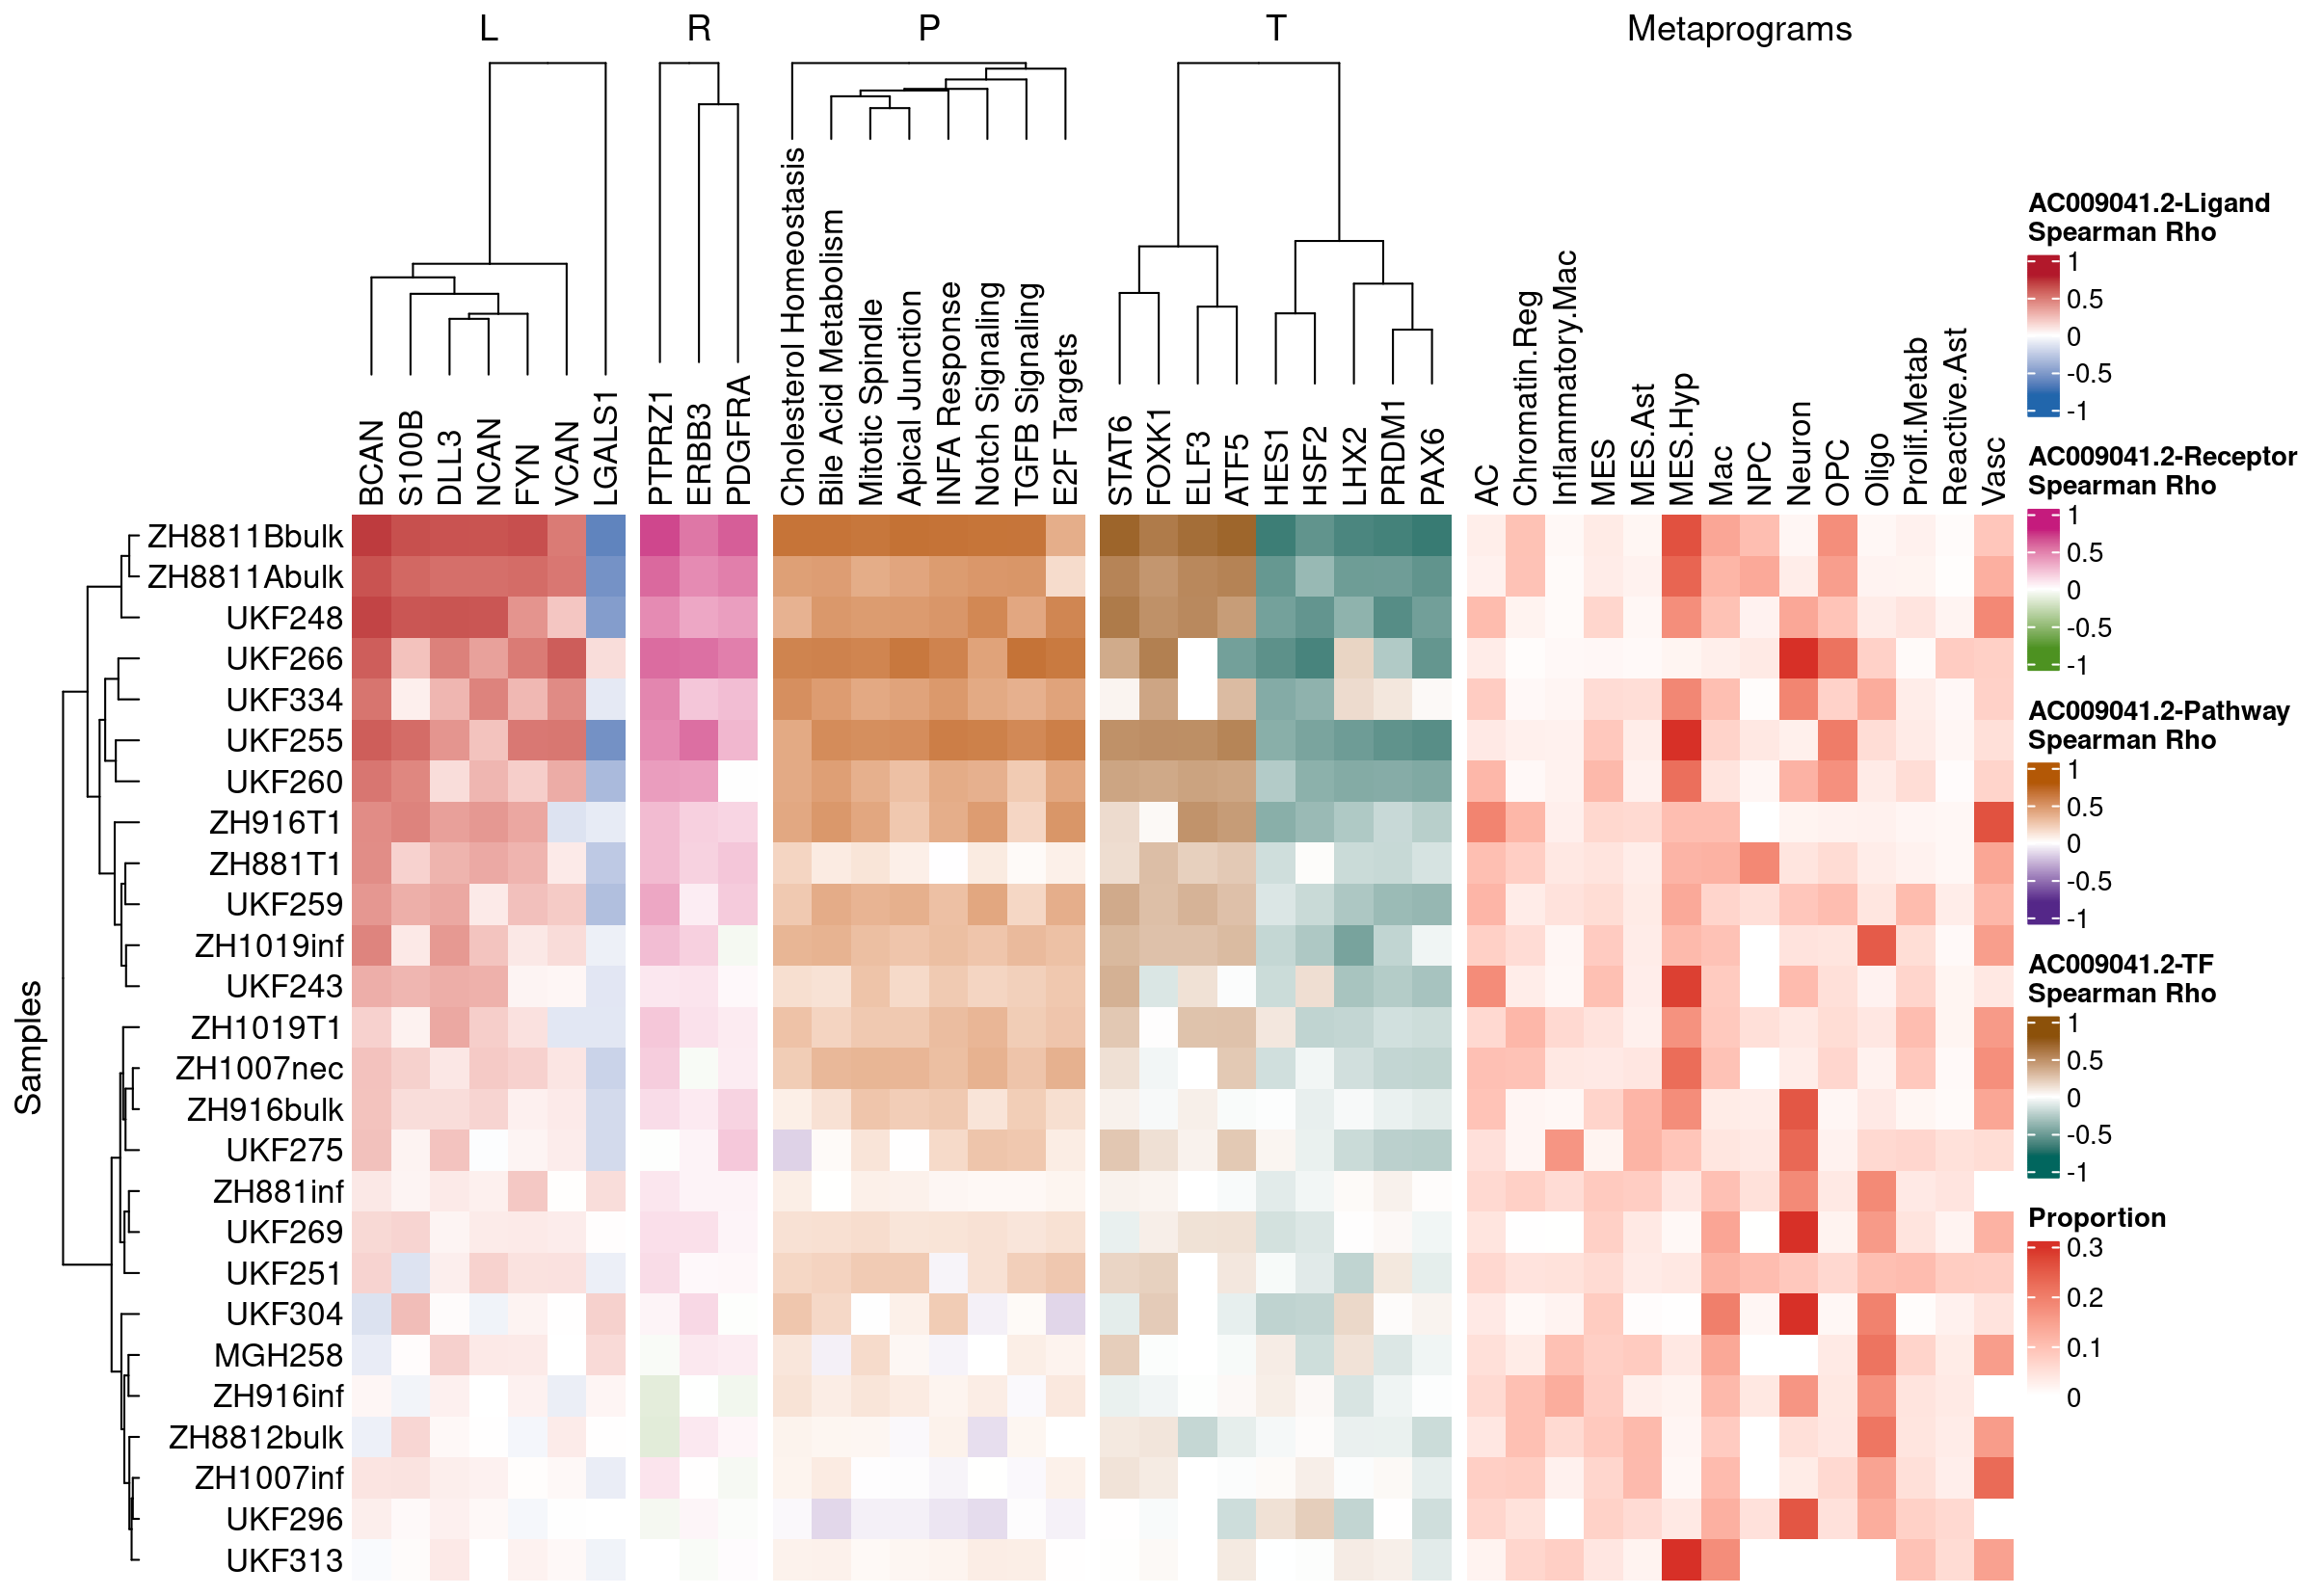 L
R
P
T
Metaprograms
BCAN
S100B
DLL3
NCAN
FYN
VCAN
LGALS1
PTPRZ1
ERBB3
PDGFRA
Cholesterol Homeostasis
Bile Acid Metabolism
Mitotic Spindle
Apical Junction
INFA Response
Notch Signaling
TGFB Signaling
E2F Targets
STAT6
FOXK1
ELF3
ATF5
HES1
HSF2
LHX2
PRDM1
PAX6
AC
Chromatin.Reg
Inflammatory.Mac
MES
MES.Ast
MES.Hyp
Mac
NPC
Neuron
OPC
Oligo
Prolif.Metab
Reactive.Ast
Vasc
Samples
ZH8811Bbulk
ZH8811Abulk
UKF248
UKF266
UKF334
UKF255
UKF260
ZH916T1
ZH881T1
UKF259
ZH1019inf
UKF243
ZH1019T1
ZH1007nec
ZH916bulk
UKF275
ZH881inf
UKF269
UKF251
UKF304
MGH258
ZH916inf
ZH8812bulk
ZH1007inf
UKF296
UKF313
AC009041.2-Ligand
Spearman Rho
1
0.5
0
-0.5
-1
AC009041.2-Receptor
Spearman Rho
1
0.5
0
-0.5
-1
AC009041.2-Pathway
Spearman Rho
1
0.5
0
-0.5
-1
AC009041.2-TF
Spearman Rho
1
0.5
0
-0.5
-1
Proportion
0.3
0.2
0.1
0